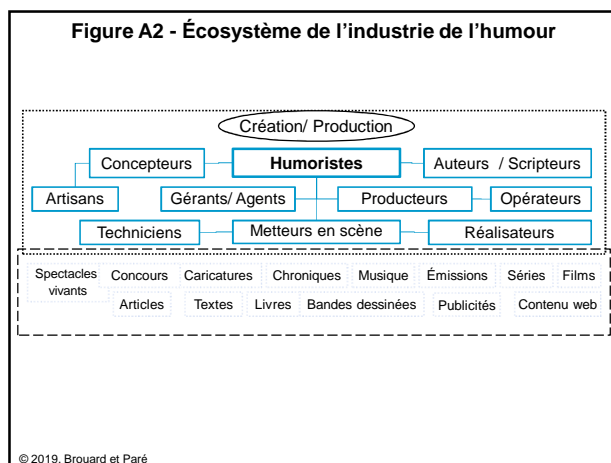 Figure A2 - Écosystème de l'industrie de l'humour
Création/ Production
Concepteurs Humoristes Auteurs / Scripteurs
Artisans Gérants/ Agents Producteurs Opérateurs
Techniciens Metteurs en scène Réalisateurs
Spectacles vivants Concours Caricatures Chroniques Musique Émissions Séries Films
Articles Textes Livres Bandes dessinées Publicités Contenu web
© 2019, Brouard et Paré